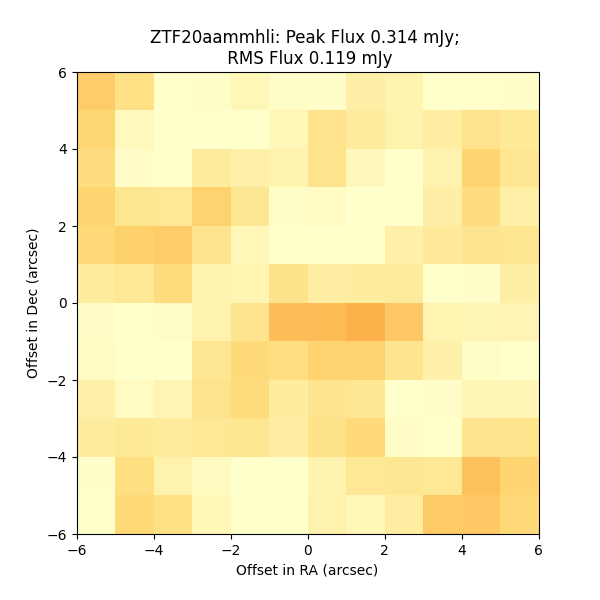 ZTF20aammhli: Peak Flux 0.314 mJy;
RMS Flux 0.119 mJy
6
4
2
0
−2
−4
−6
Offset in Dec (arcsec)
−6 −4 −2 0 2 4 6
Offset in RA (arcsec)